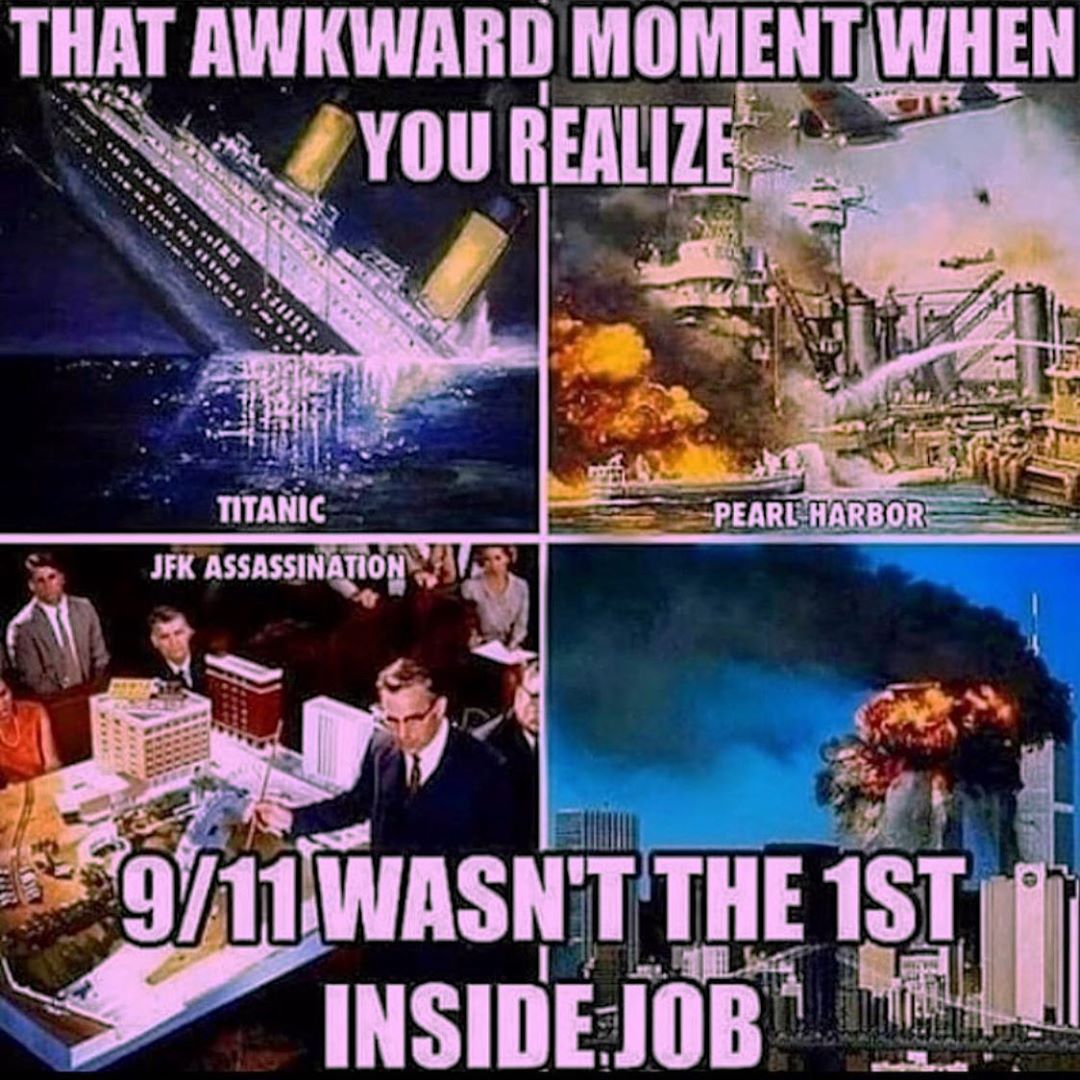 THAT AWKWARD MOMENT WHEN
YOU REALIZE
TITANIC
PEARL HARBOR
JFK ASSASSINATION
9/11 WASN'T THE 1ST
INSIDE JOB